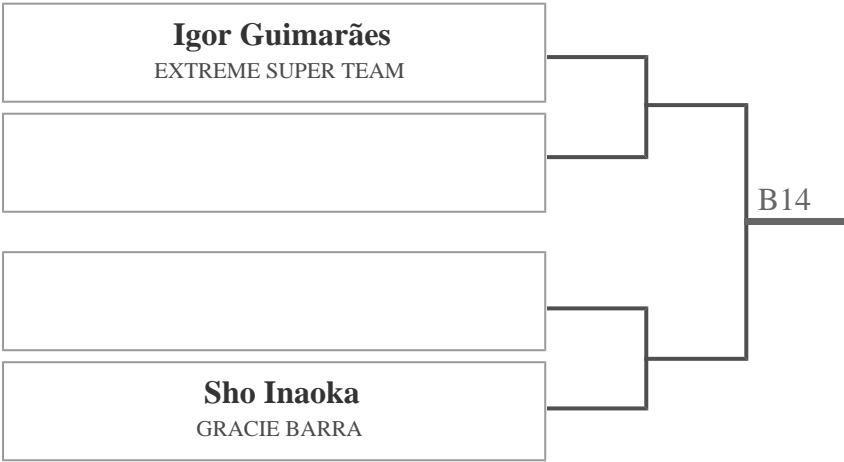 Igor Guimarães
EXTREME SUPER TEAM
B14
Sho Inaoka
GRACIE BARRA